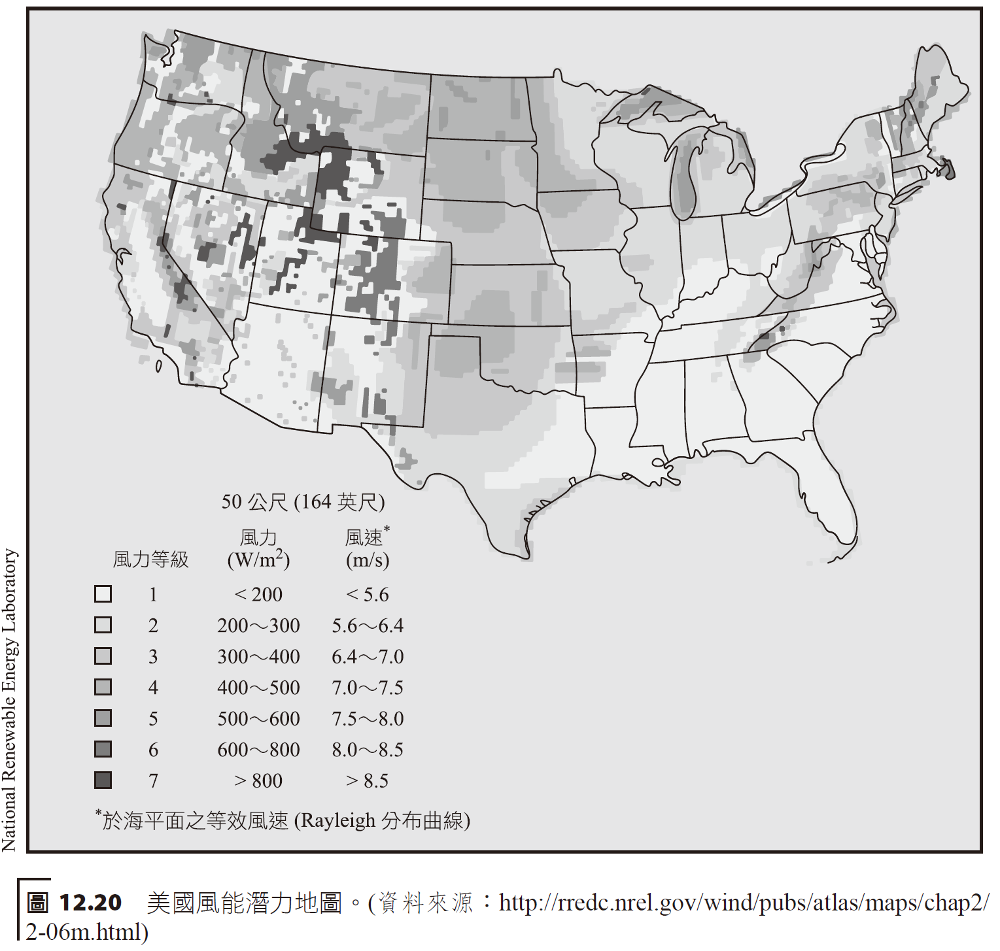 National Renewable Energy Laboratory
50 公尺 (164 英尺)
風力等級 風力 (W/m²) 風速* (m/s)
1 < 200 < 5.6
2 200～300 5.6～6.4
3 300～400 6.4～7.0
4 400～500 7.0～7.5
5 500～600 7.5～8.0
6 600～800 8.0～8.5
7 > 800 > 8.5
*於海平面之等效風速 (Rayleigh 分布曲線)
圖 12.20 美國風能潛力地圖。(資料來源：http://rredc.nrel.gov/wind/pubs/atlas/maps/chap2/
2-06m.html)